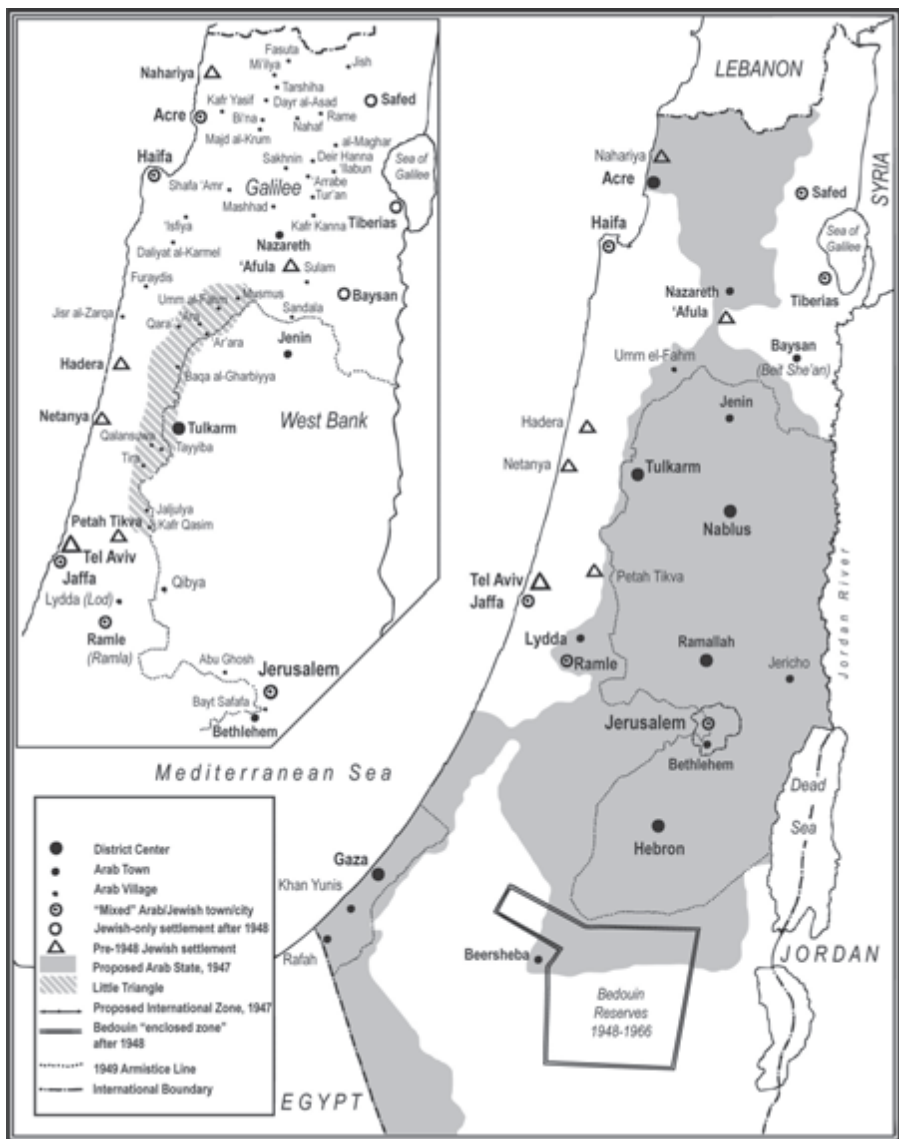 Fasuta
Mi'ilya
Jish
Nahariya
Tarshiha
Kafr Yasif
Dayr al-Asad
Safed
Acre
Bi'na
Rame
Nahaf
Majd al-Krum
al-Maghar
Haifa
Sakhnin
Deir Hanna
'Ilabun
Sea of
Galilee
Shafa 'Amr
Galilee
'Arrabe
Tur'an
Mashhad
Tiberias
'Isfiya
Kafr Kanna
Daliyat al-Karmel
Nazareth
'Afula
Sulam
Furaydis
Baysan
Umm al-Fahm
Musmus
Jisr al-Zarqa
Qara'
'Ara
Sandala
'Ar'ara
Jenin
Hadera
Baqa al-Gharbiyya
Netanya
West Bank
Tulkarm
Qalansuwa
Tayyiba
Tira
Jaljulya
Petah Tikva
Kafr Qasim
Tel Aviv
Jaffa
Qibya
Lydda (Lod)
Ramle
(Ramla)
Abu Ghosh
Jerusalem
Bayt Safafa
Bethlehem
LEBANON
SYRIA
Nahariya
Acre
Safed
Haifa
Sea of
Galilee
Nazareth
Tiberias
'Afula
Baysan
(Beit She'an)
Umm el-Fahm
Jenin
Hadera
Netanya
Tulkarm
Nablus
Tel Aviv
Petah Tikva
Jaffa
Jordan River
Lydda
Ramallah
Ramle
Jericho
Jerusalem
Bethlehem
Mediterranean Sea
Dead
Sea
Hebron
Gaza
Khan Yunis
Rafah
Beersheba
JORDAN
Bedouin
Reserves
1948-1966
EGYPT
District Center
Arab Town
Arab Village
"Mixed" Arab/Jewish town/city
Jewish-only settlement after 1948
Pre-1948 Jewish settlement
Proposed Arab State, 1947
Little Triangle
Proposed International Zone, 1947
Bedouin "enclosed zone"
after 1948
1949 Armistice Line
International Boundary